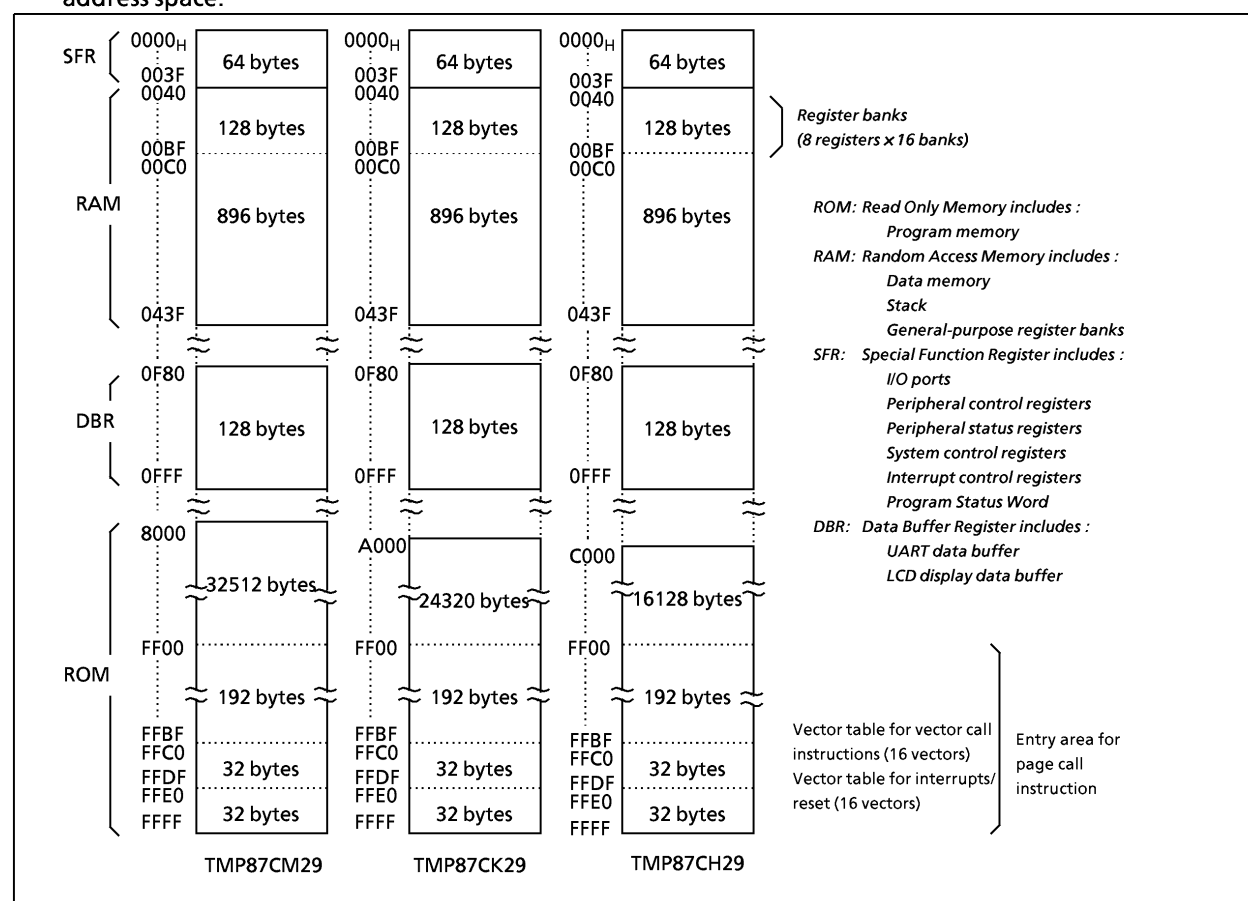 address space.
SFR
RAM
DBR
ROM
0000H
003F
0040
00BF
00C0
043F
0F80
0FFF
8000
FF00
FFBF
FFC0
FFDF
FFE0
FFFF
64 bytes
128 bytes
896 bytes
128 bytes
32512 bytes
192 bytes
32 bytes
32 bytes
TMP87CM29
0000H
003F
0040
00BF
00C0
043F
0F80
0FFF
A000
FF00
FFBF
FFC0
FFDF
FFE0
FFFF
64 bytes
128 bytes
896 bytes
128 bytes
24320 bytes
192 bytes
32 bytes
32 bytes
TMP87CK29
0000H
003F
0040
00BF
00C0
043F
0F80
0FFF
C000
FF00
FFBF
FFC0
FFDF
FFE0
FFFF
64 bytes
128 bytes
896 bytes
128 bytes
16128 bytes
192 bytes
32 bytes
32 bytes
TMP87CH29
Register banks
(8 registers × 16 banks)
ROM: Read Only Memory includes :
Program memory
RAM: Random Access Memory includes :
Data memory
Stack
General-purpose register banks
SFR: Special Function Register includes :
I/O ports
Peripheral control registers
Peripheral status registers
System control registers
Interrupt control registers
Program Status Word
DBR: Data Buffer Register includes :
UART data buffer
LCD display data buffer
Vector table for vector call
instructions (16 vectors)
Vector table for interrupts/
reset (16 vectors)
Entry area for
page call
instruction